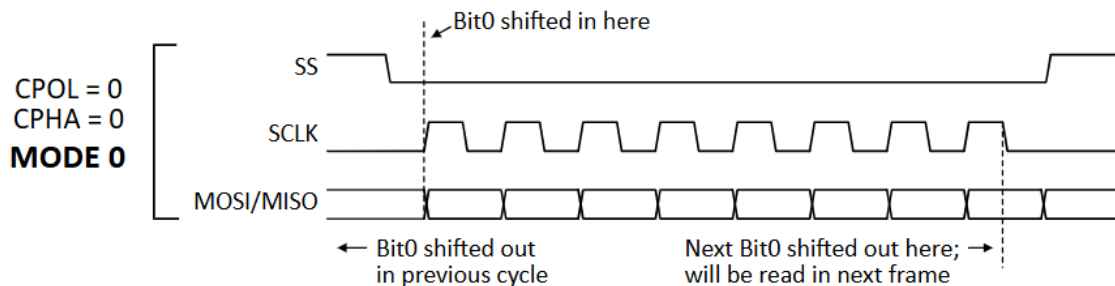 Bit0 shifted in here
SS
CPOL = 0
CPHA = 0
MODE 0
SCLK
MOSI/MISO
Bit0 shifted out
in previous cycle
Next Bit0 shifted out here;
will be read in next frame